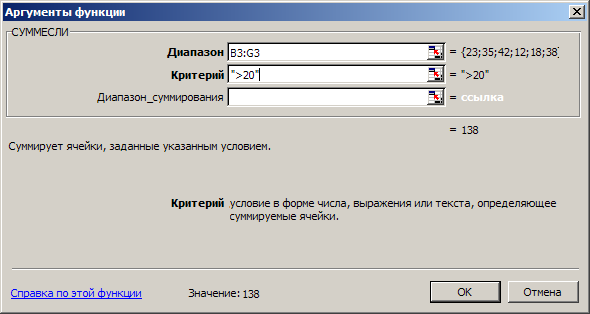 Аргументы функции
СУММЕСЛИ
Диапазон B3:G3 = {23;35;42;12;18;38}
Критерий ">20" = ">20"
Диапазон_суммирования = ссылка
= 138
Суммирует ячейки, заданные указанным условием.
Критерий условие в форме числа, выражения или текста, определяющее
суммируемые ячейки.
Справка по этой функции Значение: 138 OK Отмена